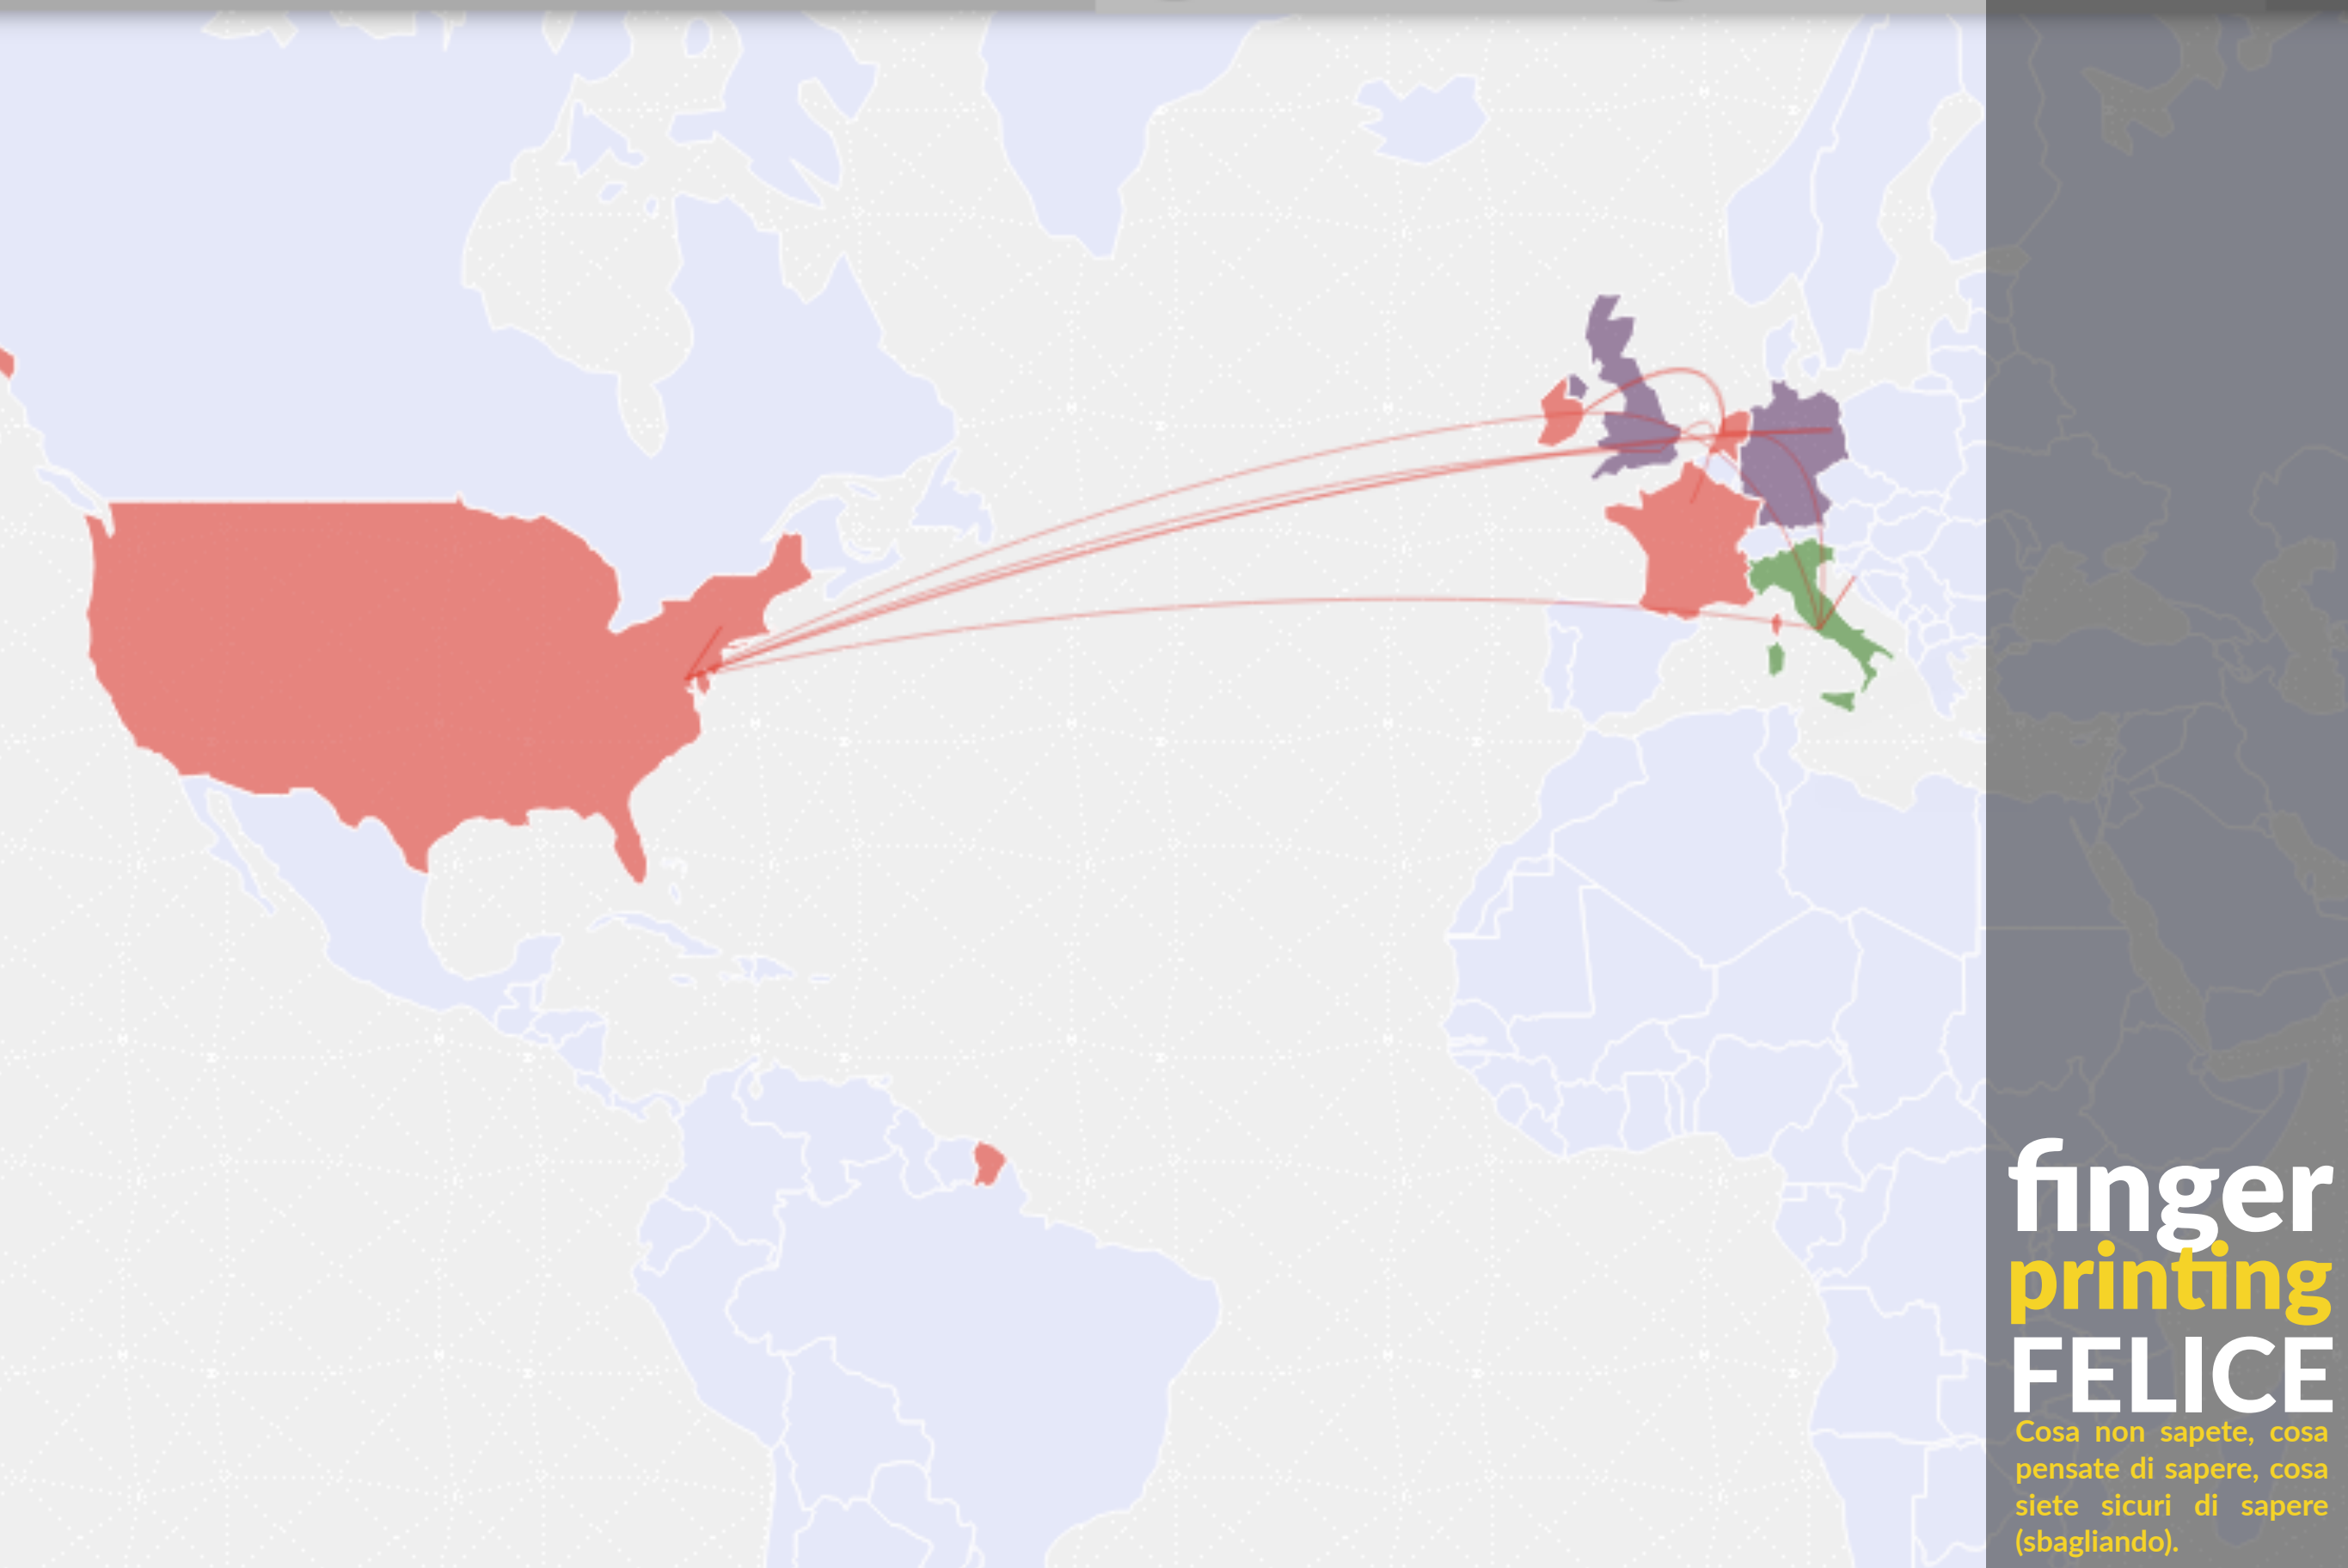 finger
printing
FELICE
Cosa non sapete, cosa
pensate di sapere, cosa
siete sicuri di sapere
(sbagliando).